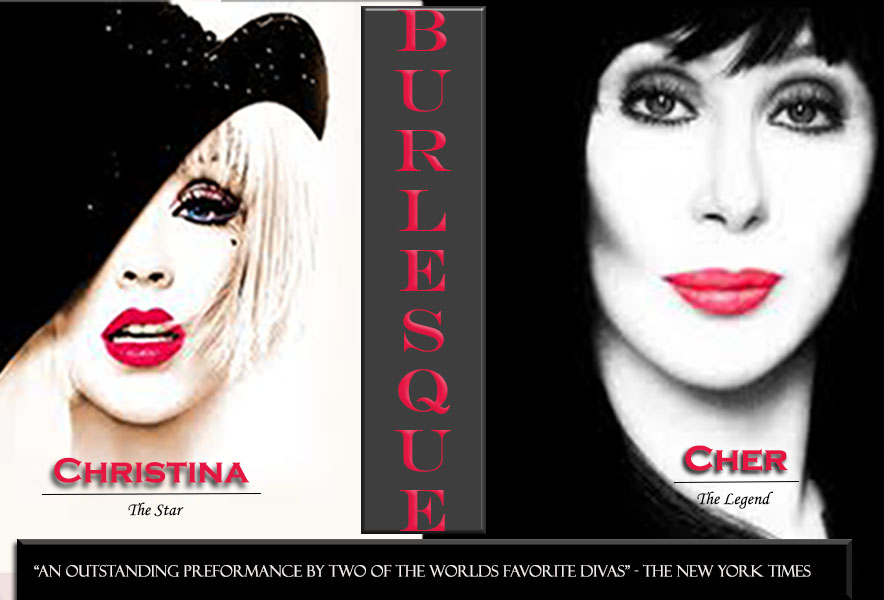 BURLESQUE
CHRISTINA
The Star
CHER
The Legend
“AN OUTSTANDING PREFORMANCE BY TWO OF THE WORLDS FAVORITE DIVAS” - THE NEW YORK TIMES